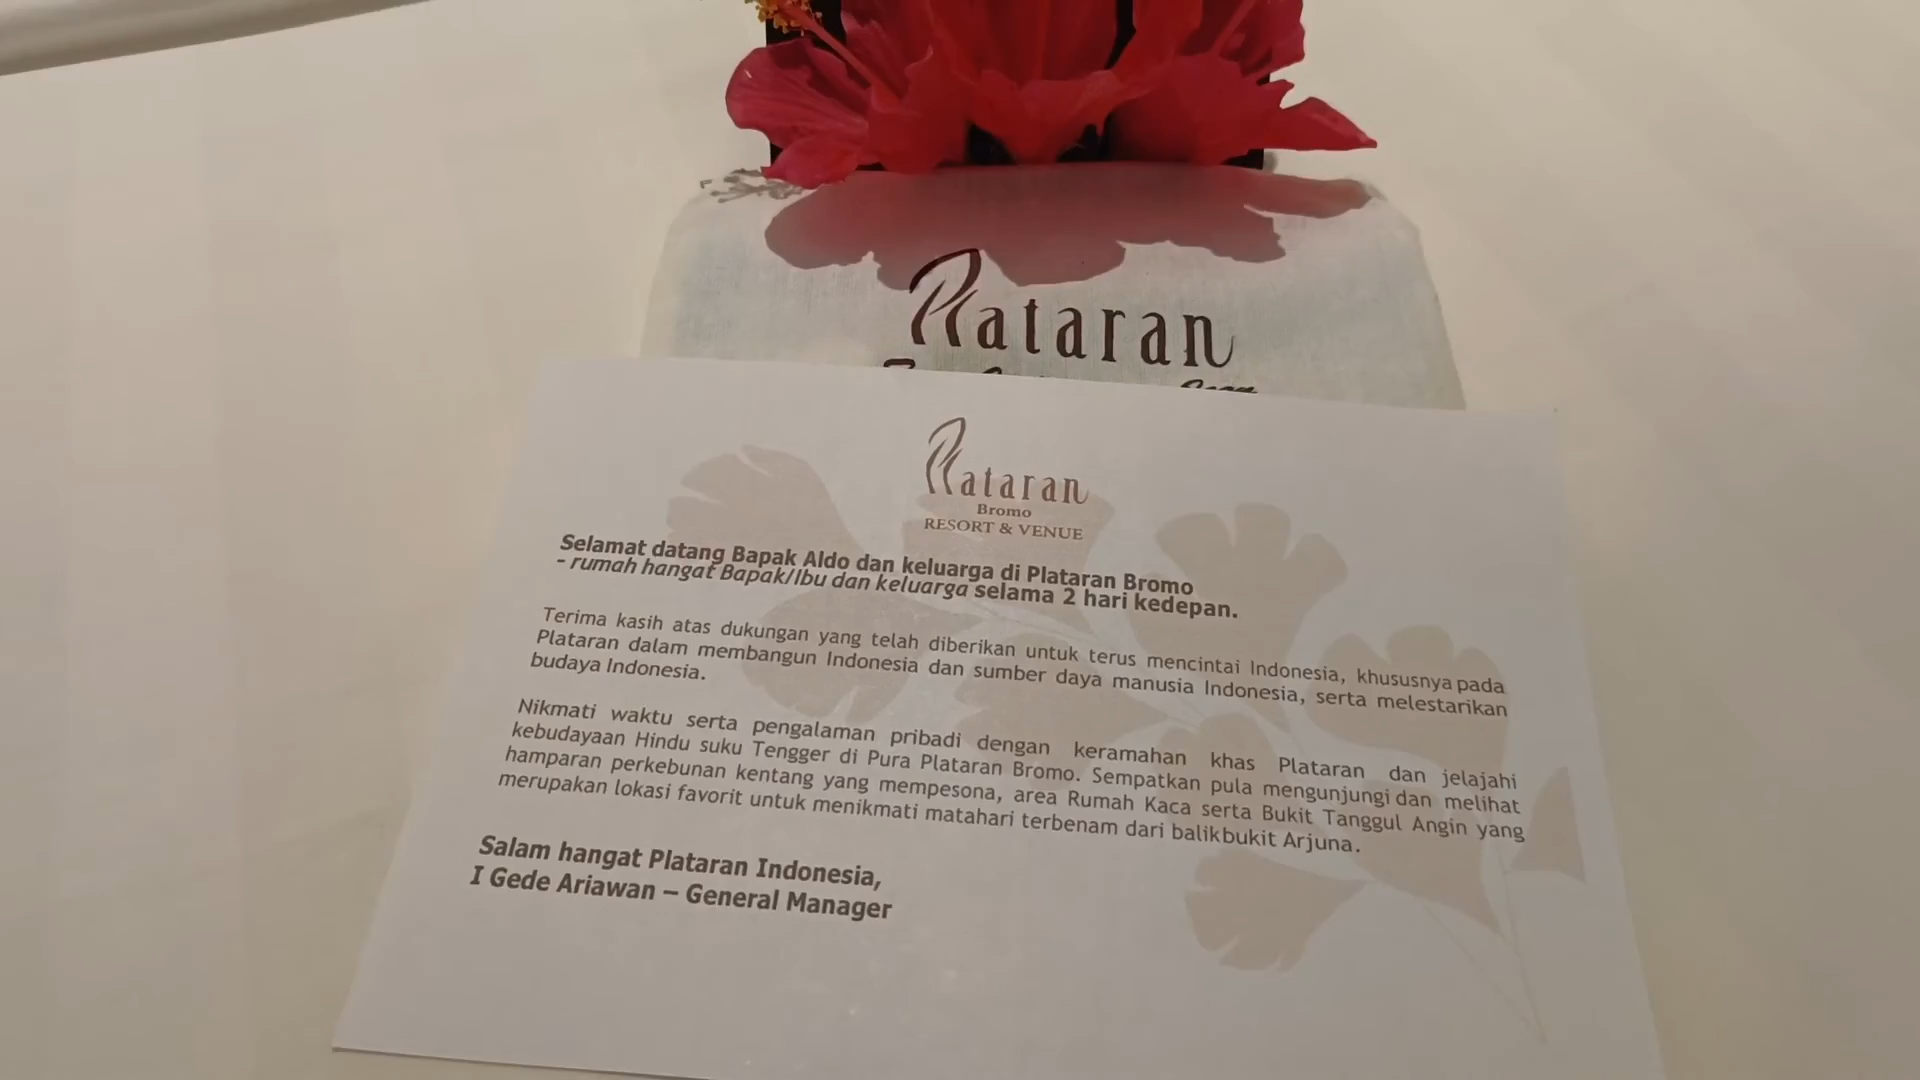 Plataran
Plataran
Bromo
RESORT & VENUE
Selamat datang Bapak Aldo dan keluarga di Plataran Bromo
- rumah hangat Bapak/Ibu dan keluarga selama 2 hari kedepan.
Terima kasih atas dukungan yang telah diberikan untuk terus mencintai Indonesia, khususnya pada
Plataran dalam membangun Indonesia dan sumber daya manusia Indonesia, serta melestarikan
budaya Indonesia.
Nikmati waktu serta pengalaman pribadi dengan keramahan khas Plataran dan jelajahi
kebudayaan Hindu suku Tengger di Pura Plataran Bromo. Sempatkan pula mengunjungi dan melihat
hamparan perkebunan kentang yang mempesona, area Rumah Kaca serta Bukit Tanggul Angin yang
merupakan lokasi favorit untuk menikmati matahari terbenam dari balikbukit Arjuna.
Salam hangat Plataran Indonesia,
I Gede Ariawan – General Manager